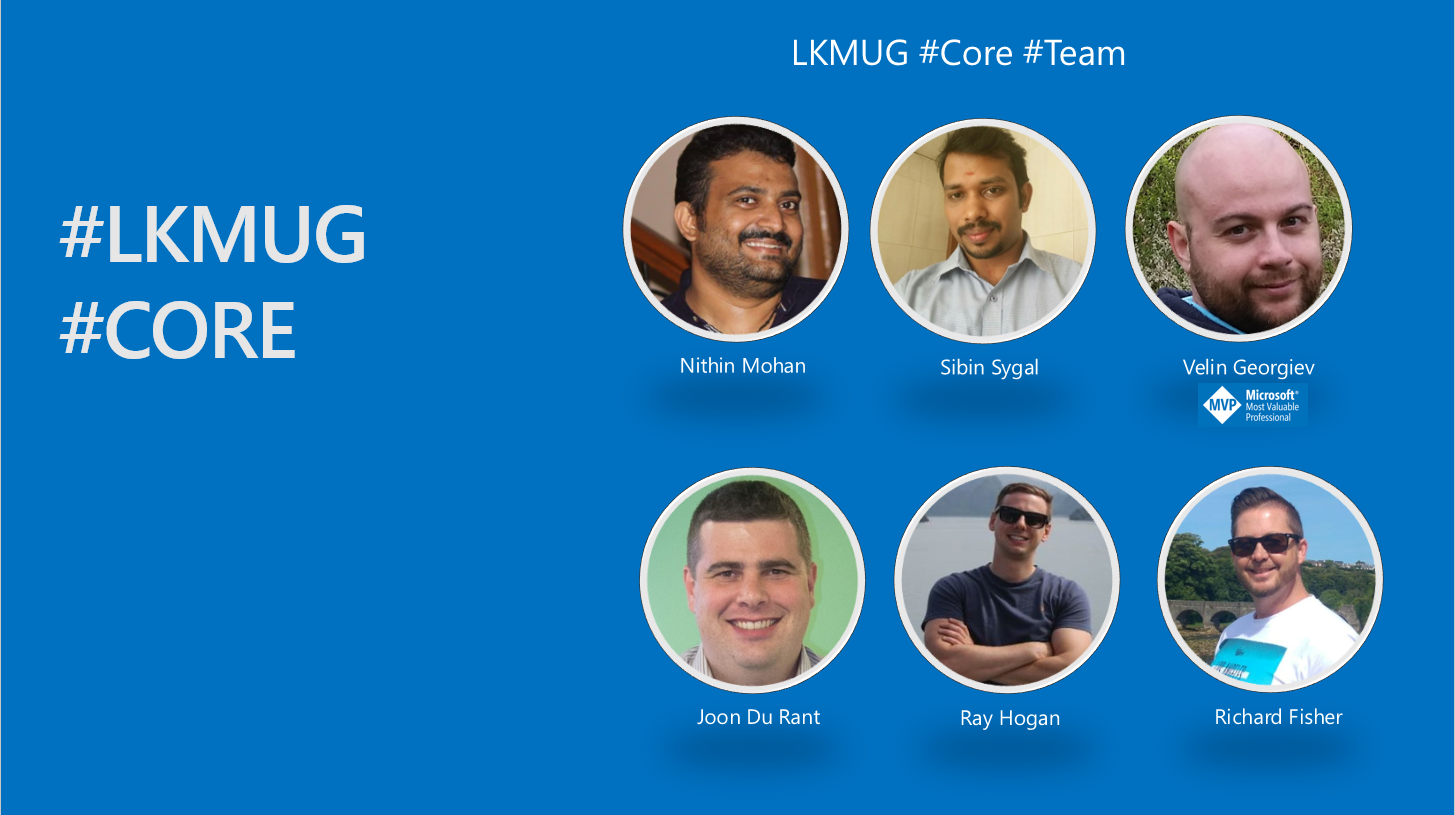 LKMUG #Core #Team
#LKMUG
#CORE
Nithin Mohan
Sibin Sygal
Velin Georgiev
MVP
Microsoft®
Most Valuable
Professional
Joon Du Rant
Ray Hogan
Richard Fisher